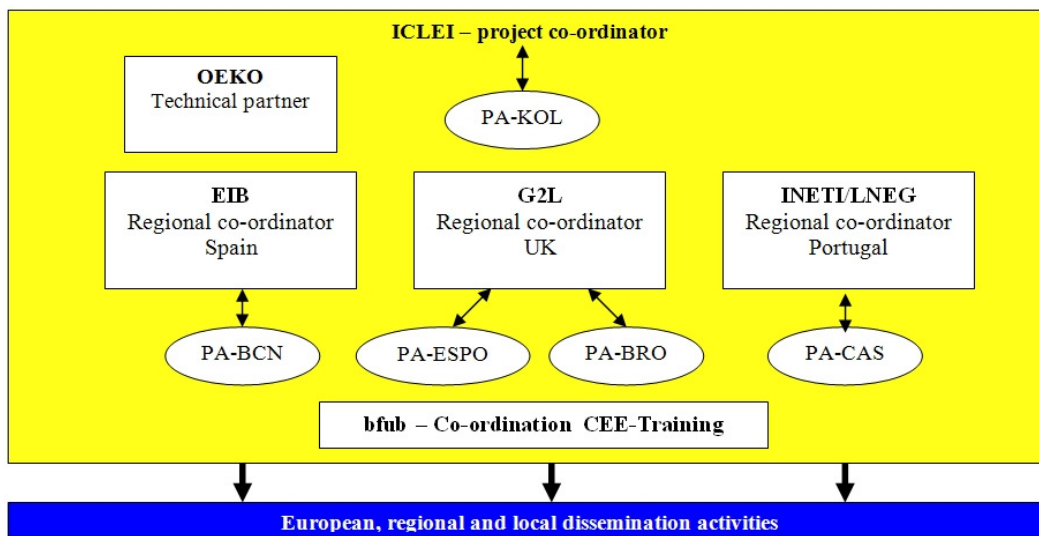 ICLEI – project co-ordinator
OEKO
Technical partner
PA-KOL
EIB
Regional co-ordinator
Spain
G2L
Regional co-ordinator
UK
INETI/LNEG
Regional co-ordinator
Portugal
PA-BCN
PA-ESPO
PA-BRO
PA-CAS
bfub – Co-ordination CEE-Training
European, regional and local dissemination activities